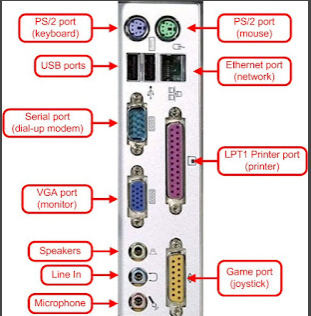 PS/2 port
(keyboard)
PS/2 port
(mouse)
USB ports
Ethernet port
(network)
Serial port
(dial-up modem)
LPT1 Printer port
(printer)
VGA port
(monitor)
Speakers
Line In
Game port
(joystick)
Microphone